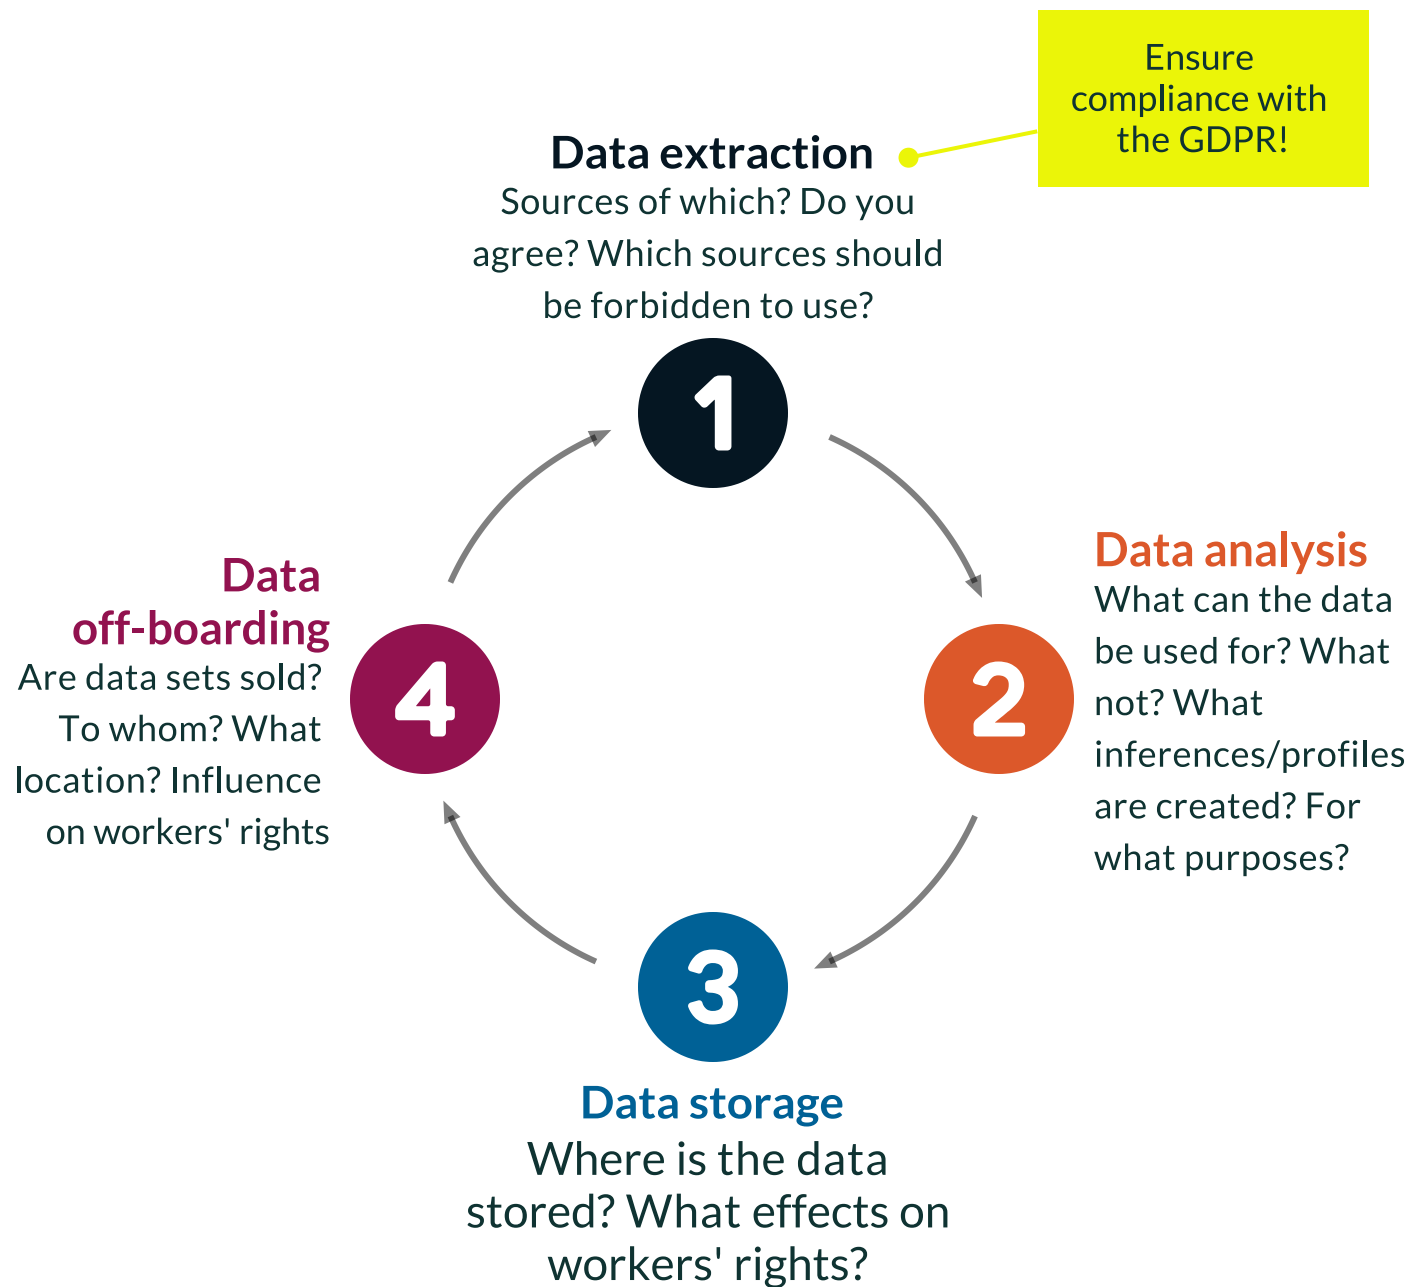 Ensure
compliance with
the GDPR!
Data extraction
Sources of which? Do you
agree? Which sources should
be forbidden to use?
1
Data analysis
What can the data
be used for? What
not? What
inferences/profiles
are created? For
what purposes?
2
3
Data storage
Where is the data
stored? What effects on
workers' rights?
Data
off-boarding
Are data sets sold?
To whom? What
location? Influence
on workers' rights
4